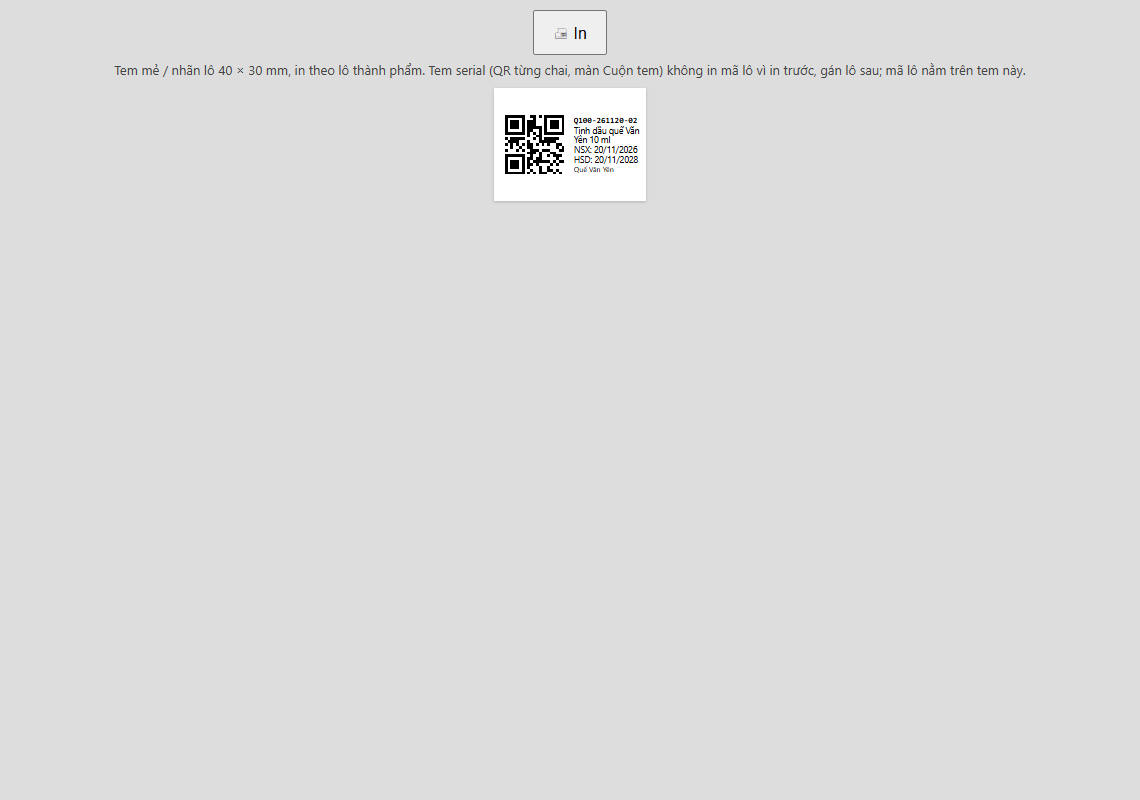 In
Tem mẻ / nhãn lô 40 × 30 mm, in theo lô thành phẩm. Tem serial (QR từng chai, màn Cuộn tem) không in mã lô vì in trước, gán lô sau; mã lô nằm trên tem này.
Q100-261120-02
Tinh dầu quế Văn
Yên 10 ml
NSX: 20/11/2026
HSD: 20/11/2028
Quế Văn Yên